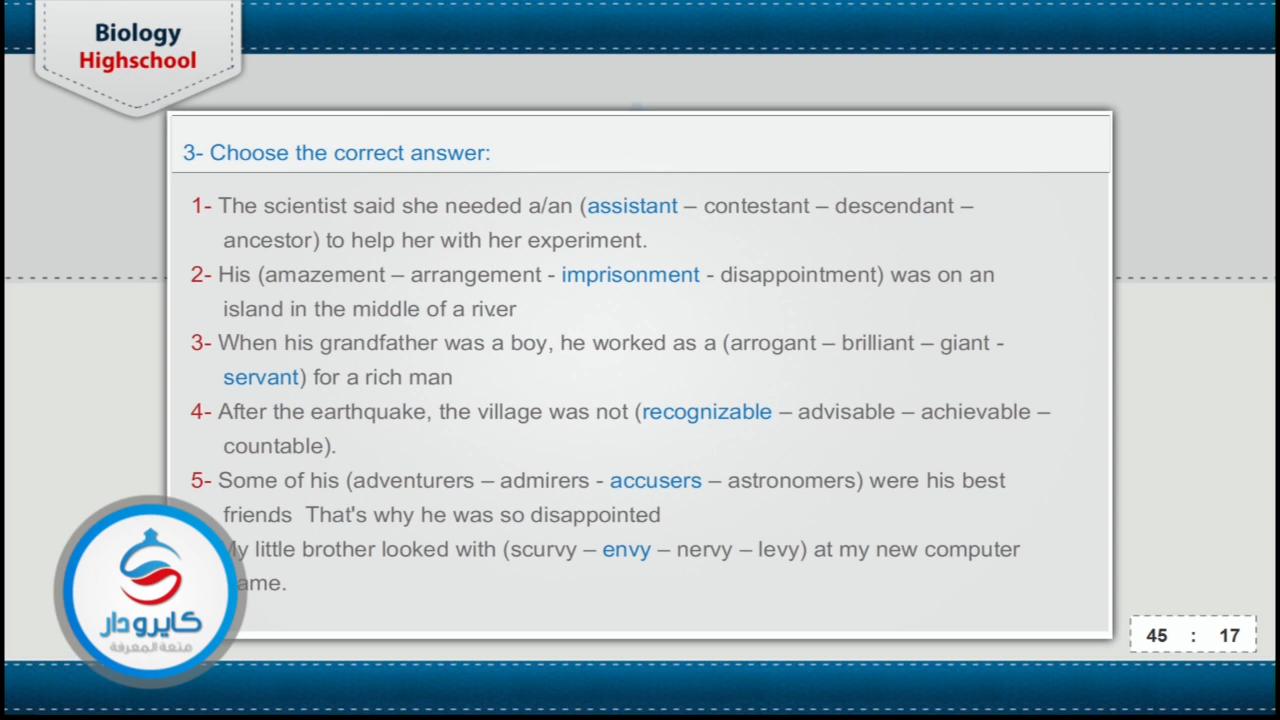 Biology
Highschool
3- Choose the correct answer:
1- The scientist said she needed a/an (assistant – contestant – descendant –
ancestor) to help her with her experiment.
2- His (amazement – arrangement - imprisonment - disappointment) was on an
island in the middle of a river
3- When his grandfather was a boy, he worked as a (arrogant – brilliant – giant -
servant) for a rich man
4- After the earthquake, the village was not (recognizable – advisable – achievable –
countable).
5- Some of his (adventurers – admirers - accusers – astronomers) were his best
friends That's why he was so disappointed
My little brother looked with (scurvy – envy – nervy – levy) at my new computer
ame.
كايرودار
متعة المعرفة
45 : 17